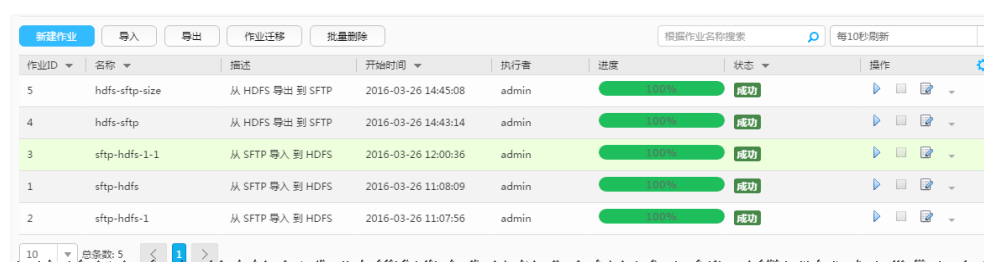 新建作业 导入 导出 作业迁移 批量删除 根据作业名称搜索 每10秒刷新
作业ID 名称 描述 开始时间 执行者 进度 状态 操作
5 hdfs-sftp-size 从 HDFS 导出 到 SFTP 2016-03-26 14:45:08 admin 100% 成功
4 hdfs-sftp 从 HDFS 导出 到 SFTP 2016-03-26 14:43:14 admin 100% 成功
3 sftp-hdfs-1-1 从 SFTP 导入 到 HDFS 2016-03-26 12:00:36 admin 100% 成功
1 sftp-hdfs 从 SFTP 导入 到 HDFS 2016-03-26 11:08:09 admin 100% 成功
2 sftp-hdfs-1 从 SFTP 导入 到 HDFS 2016-03-26 11:07:56 admin 100% 成功
10 总条数: 5 1